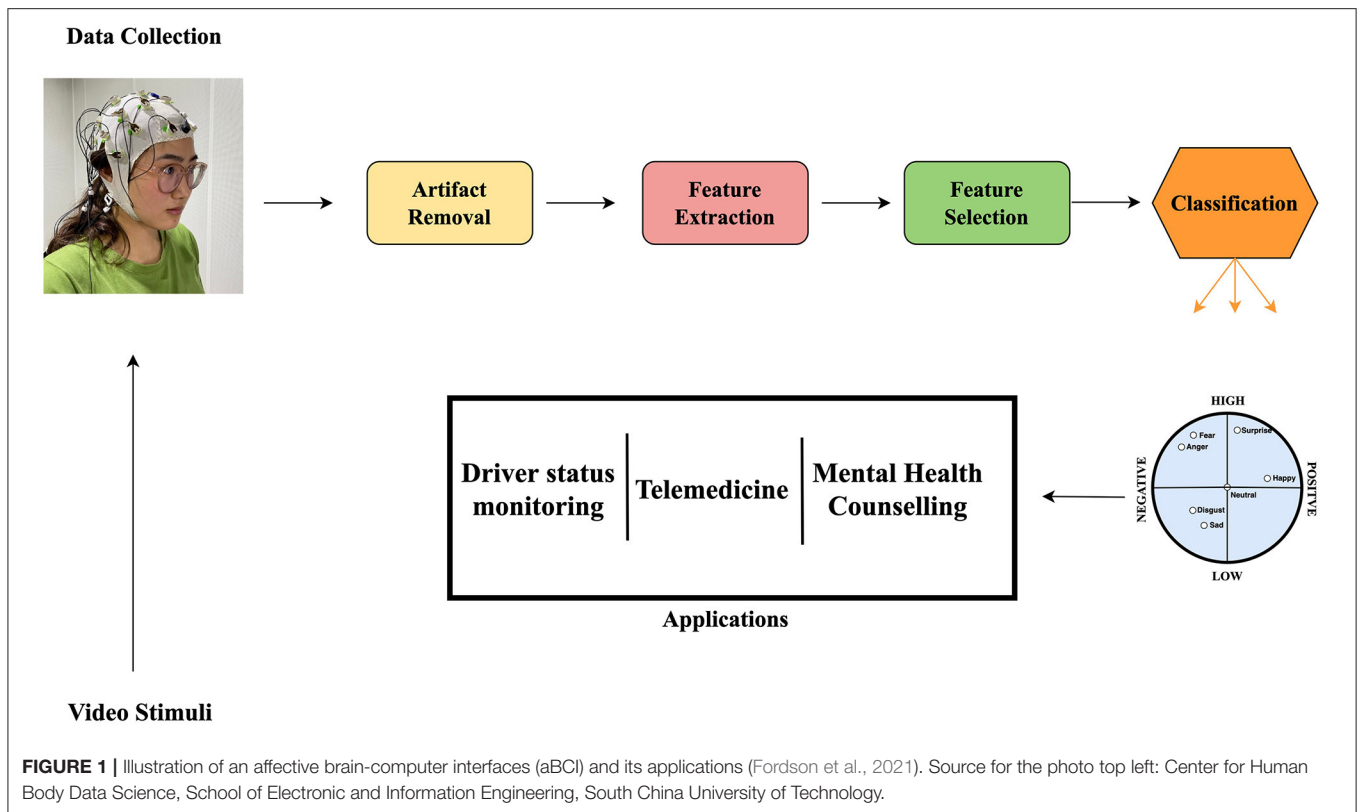 Data Collection
Artifact
Removal
Feature
Extraction
Feature
Selection
Classification
HIGH
Surprise
Fear
Anger
NEGATIVE
POSITIVE
Happy
Neutral
Disgust
Sad
LOW
Driver status
monitoring
Telemedicine
Mental Health
Counselling
Applications
Video Stimuli
FIGURE 1 | Illustration of an affective brain-computer interfaces (aBCI) and its applications (Fordson et al., 2021). Source for the photo top left: Center for Human
Body Data Science, School of Electronic and Information Engineering, South China University of Technology.